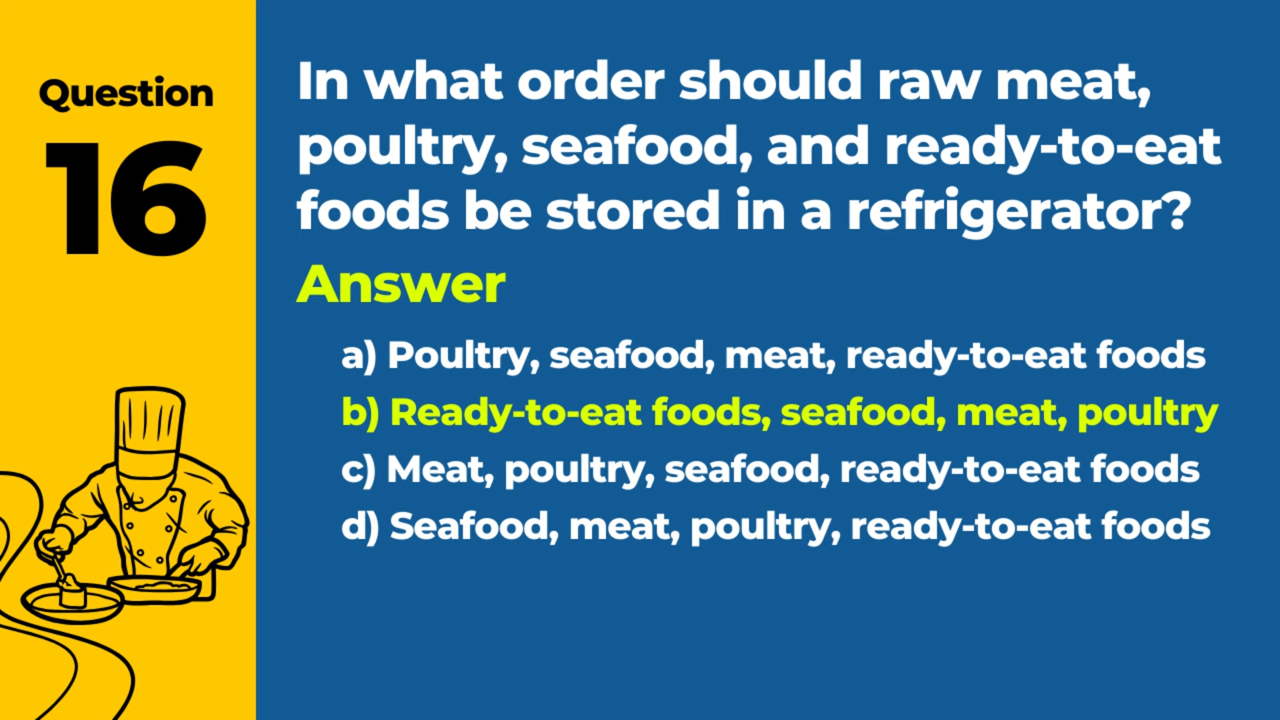 Question
16
In what order should raw meat,
poultry, seafood, and ready-to-eat
foods be stored in a refrigerator?
Answer
a) Poultry, seafood, meat, ready-to-eat foods
b) Ready-to-eat foods, seafood, meat, poultry
c) Meat, poultry, seafood, ready-to-eat foods
d) Seafood, meat, poultry, ready-to-eat foods